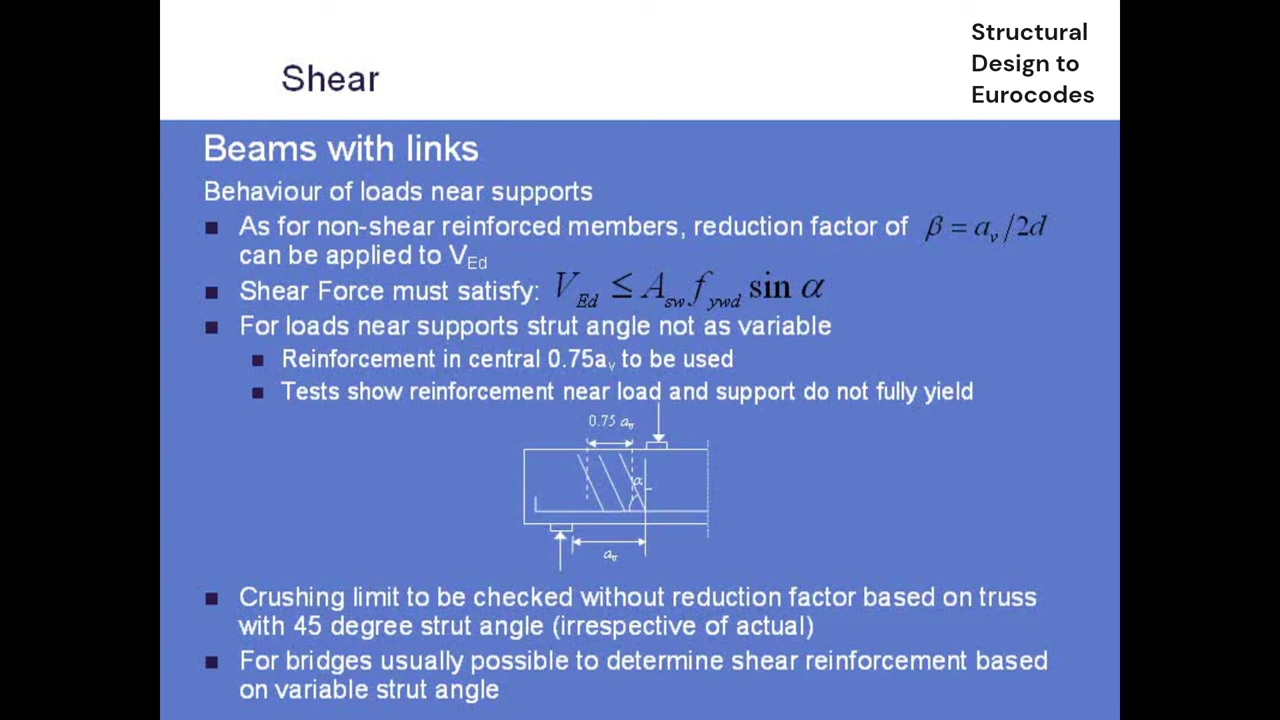 Structural
Design to
Eurocodes
Shear
Beams with links
Behaviour of loads near supports
As for non-shear reinforced members, reduction factor of β = a_v/2d
can be applied to V_Ed
Shear Force must satisfy: V_Ed ≤ A_sw f_ywd sin α
For loads near supports strut angle not as variable
Reinforcement in central 0.75a_v to be used
Tests show reinforcement near load and support do not fully yield
0.75 a_v
α
a_v
Crushing limit to be checked without reduction factor based on truss
with 45 degree strut angle (irrespective of actual)
For bridges usually possible to determine shear reinforcement based
on variable strut angle